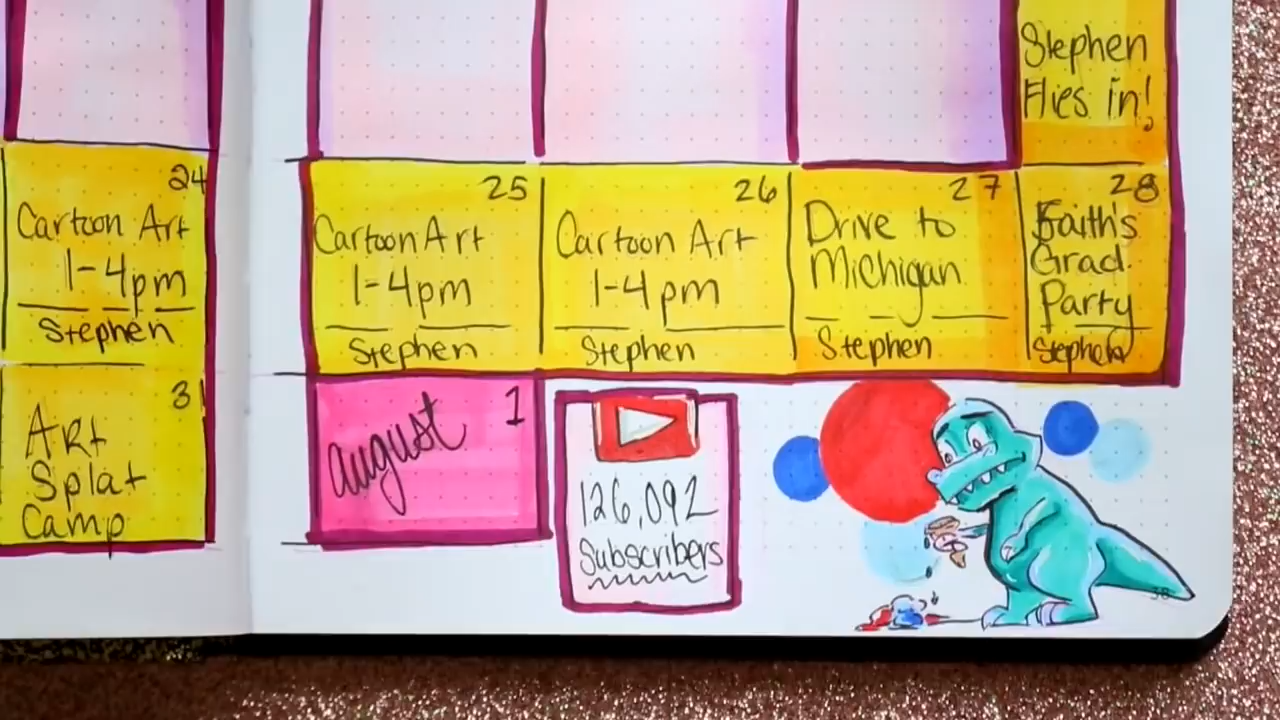 Stephen
Flies in!
24
Cartoon Art
1-4pm
Stephen
25
Cartoon Art
1-4pm
Stephen
26
Cartoon Art
1-4pm
Stephen
27
Drive to
Michigan
Stephen
28
Faith's
Grad.
Party
Stephen
31
Art
Splat
Camp
1
august
126,092
Subscribers
38